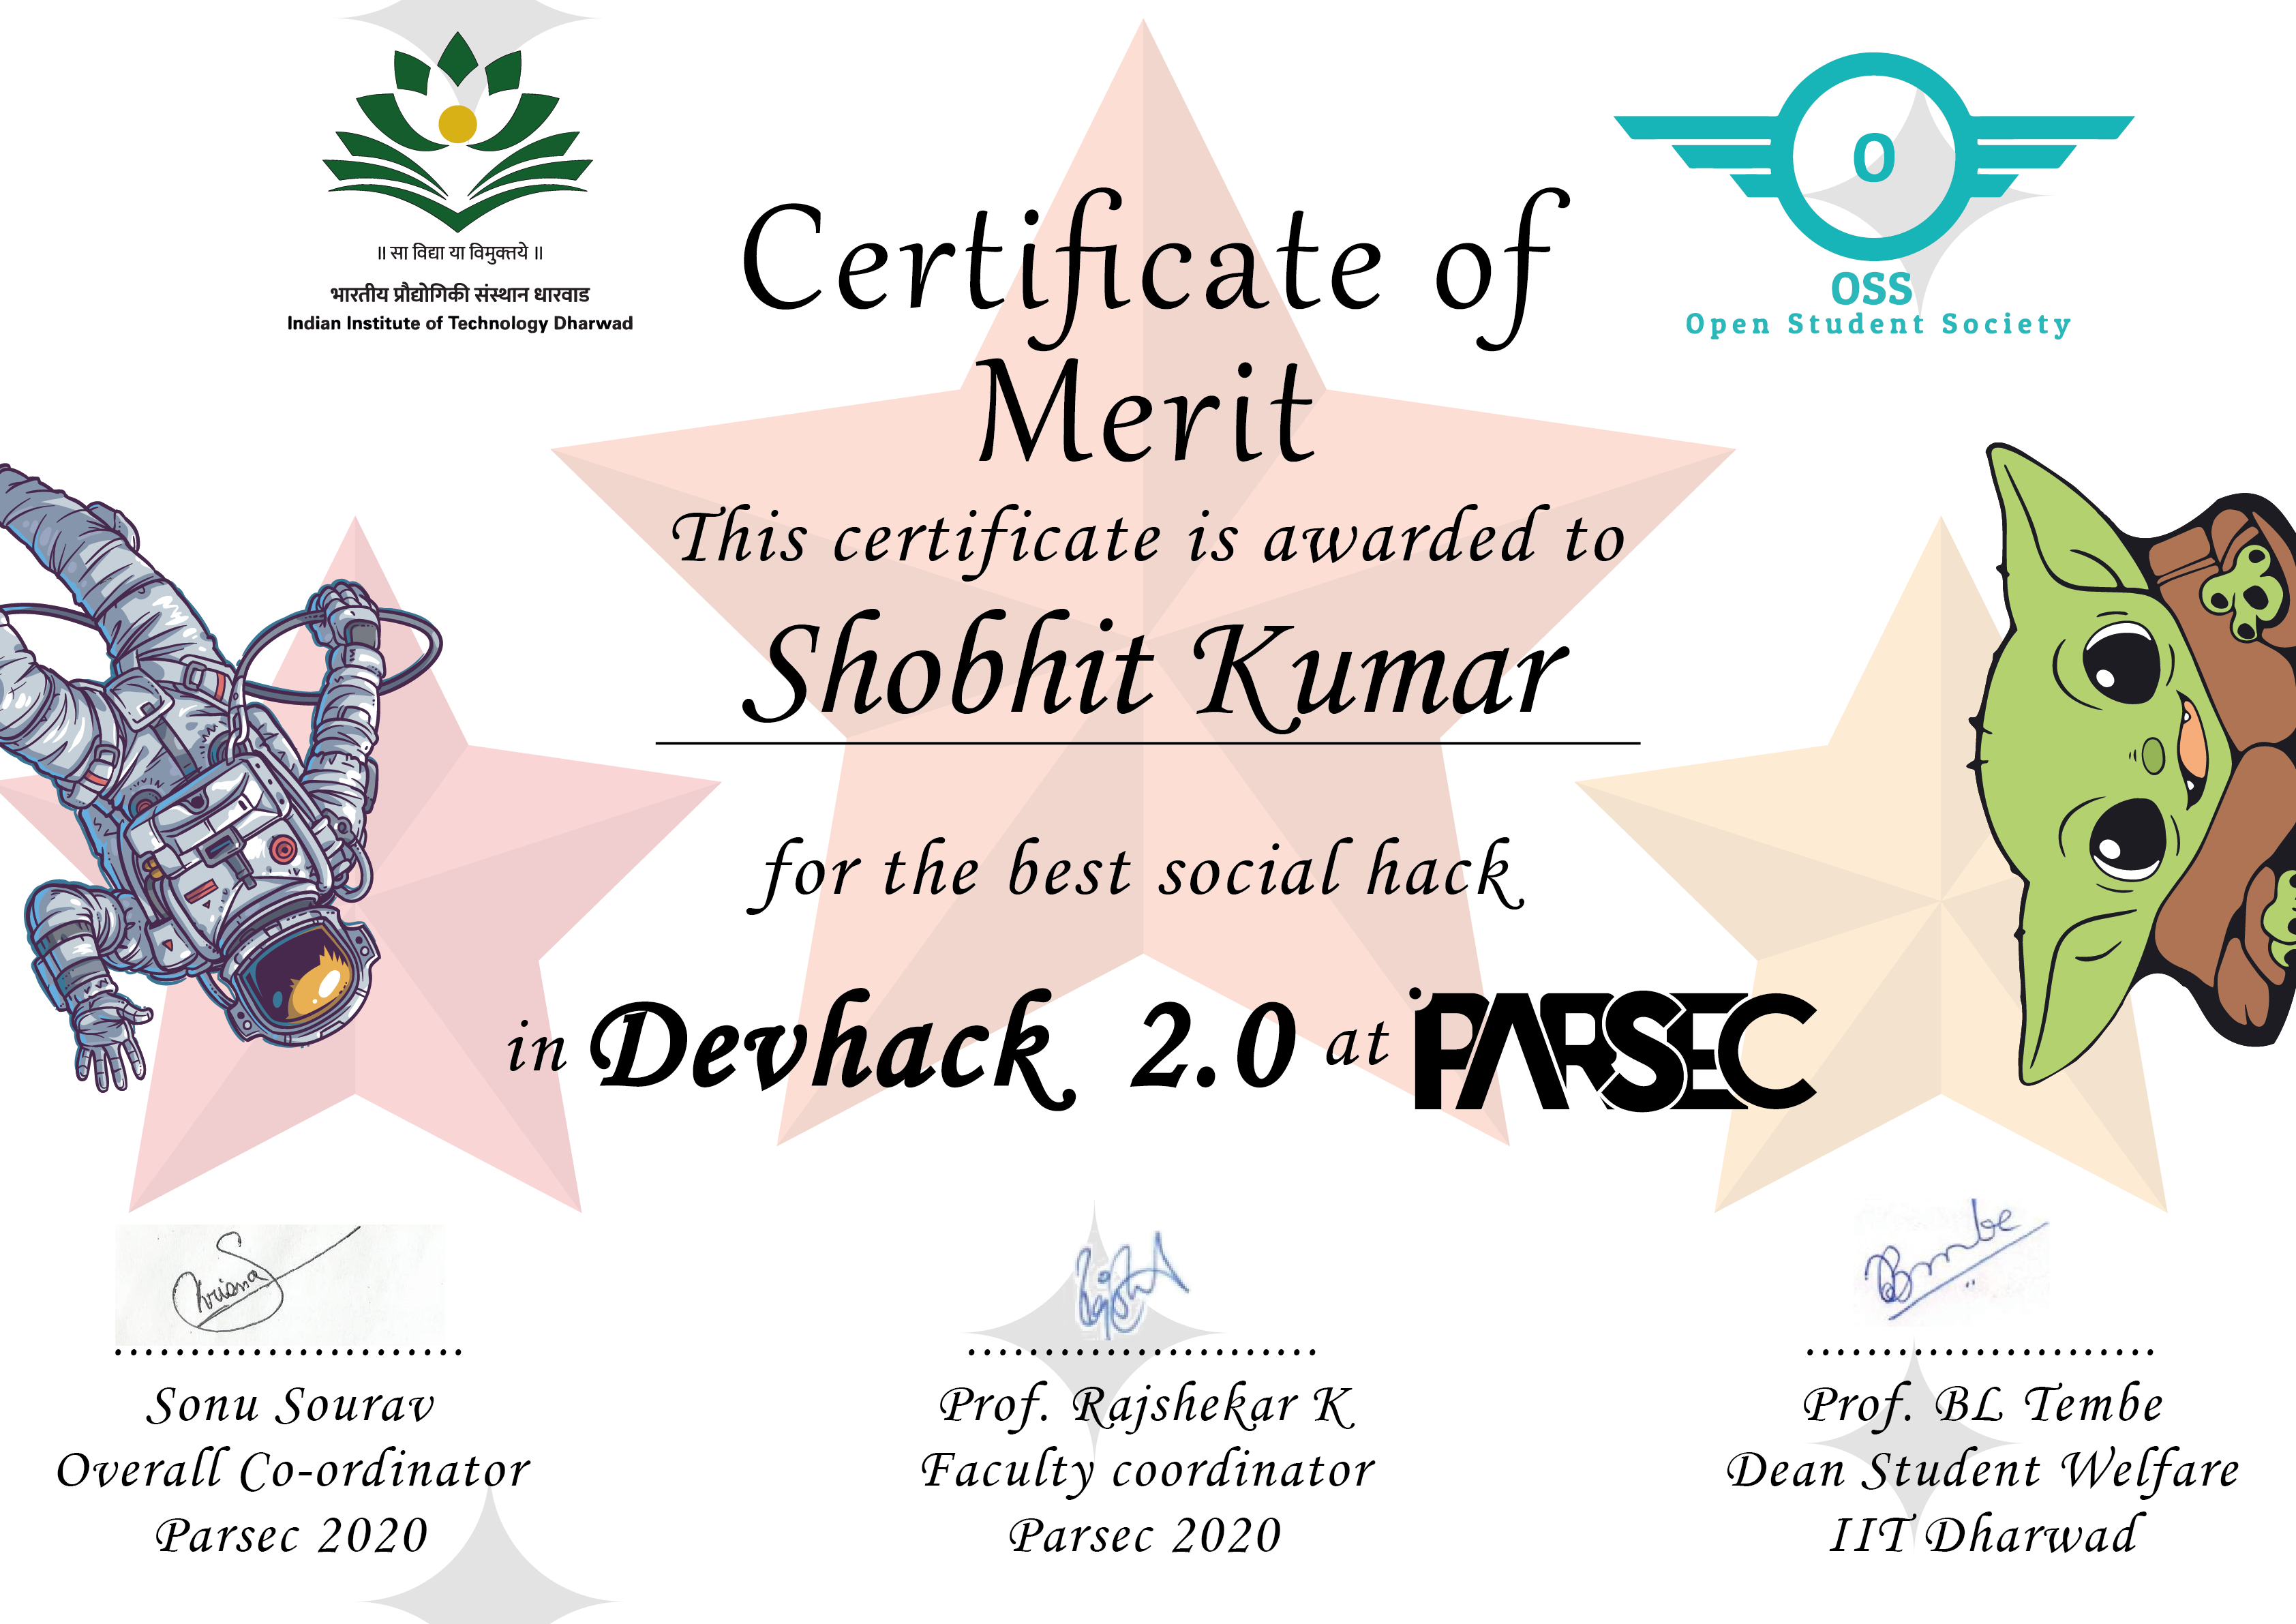 ॥ सा विद्या या विमुक्तये ॥
भारतीय प्रौद्योगिकी संस्थान धारवाड
Indian Institute of Technology Dharwad
O
OSS
Open Student Society
Certificate of
Merit
This certificate is awarded to
Shobhit Kumar
for the best social hack
in Devhack 2.0 at PARSEC
Sonu Sourav
Overall Co-ordinator
Parsec 2020
Prof. Rajshekar K
Faculty coordinator
Parsec 2020
Prof. BL Tembe
Dean Student Welfare
IIT Dharwad